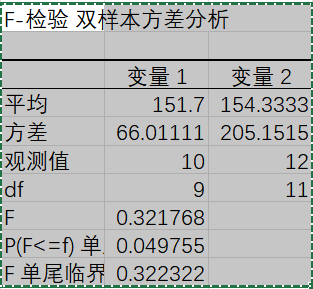 F-检验 双样本方差分析
变量 1 变量 2
平均 151.7 154.3333
方差 66.01111 205.1515
观测值 10 12
df 9 11
F 0.321768
P(F<=f) 单 0.049755
F 单尾临界 0.322322